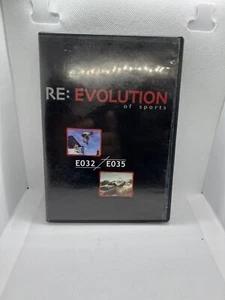 RE: EVOLUTION
of sports
E032/E035